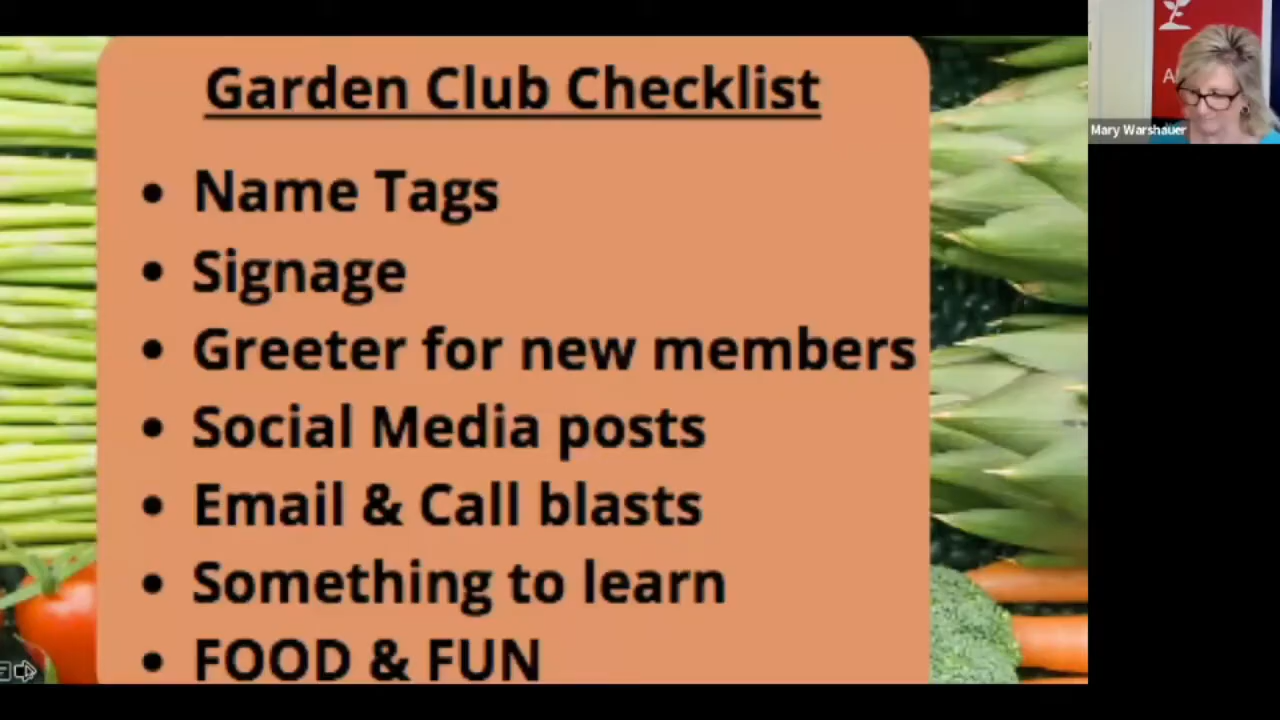 Garden Club Checklist
• Name Tags
• Signage
• Greeter for new members
• Social Media posts
• Email & Call blasts
• Something to learn
• FOOD & FUN
Mary Warshauer